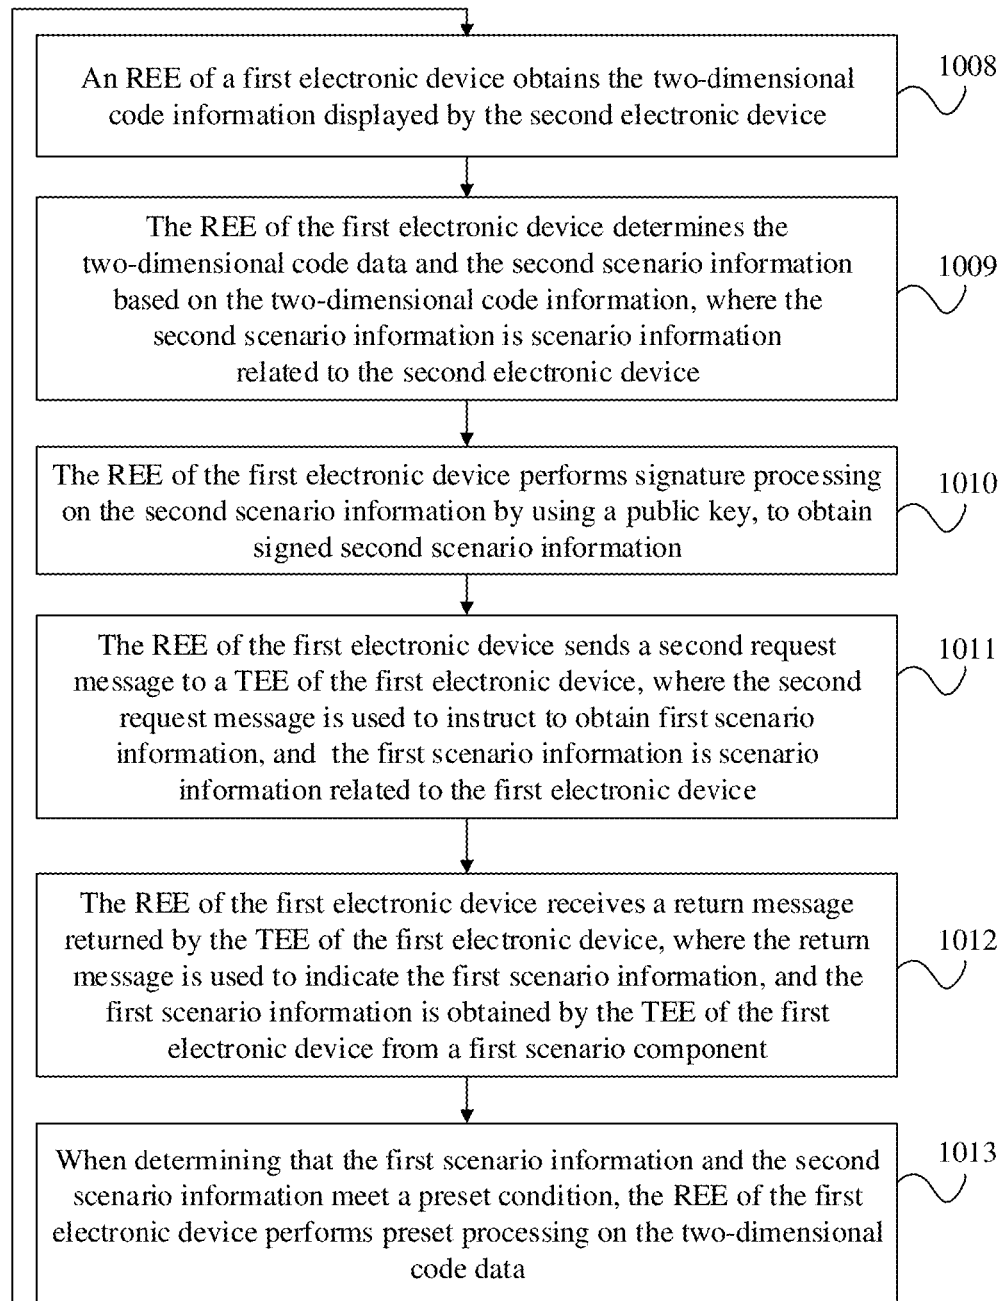 An REE of a first electronic device obtains the two-dimensional
code information displayed by the second electronic device
1008
The REE of the first electronic device determines the
two-dimensional code data and the second scenario information
based on the two-dimensional code information, where the
second scenario information is scenario information
related to the second electronic device
1009
The REE of the first electronic device performs signature processing
on the second scenario information by using a public key, to obtain
signed second scenario information
1010
The REE of the first electronic device sends a second request
message to a TEE of the first electronic device, where the second
request message is used to instruct to obtain first scenario
information, and the first scenario information is scenario
information related to the first electronic device
1011
The REE of the first electronic device receives a return message
returned by the TEE of the first electronic device, where the return
message is used to indicate the first scenario information, and the
first scenario information is obtained by the TEE of the first
electronic device from a first scenario component
1012
When determining that the first scenario information and the second
scenario information meet a preset condition, the REE of the first
electronic device performs preset processing on the two-dimensional
code data
1013